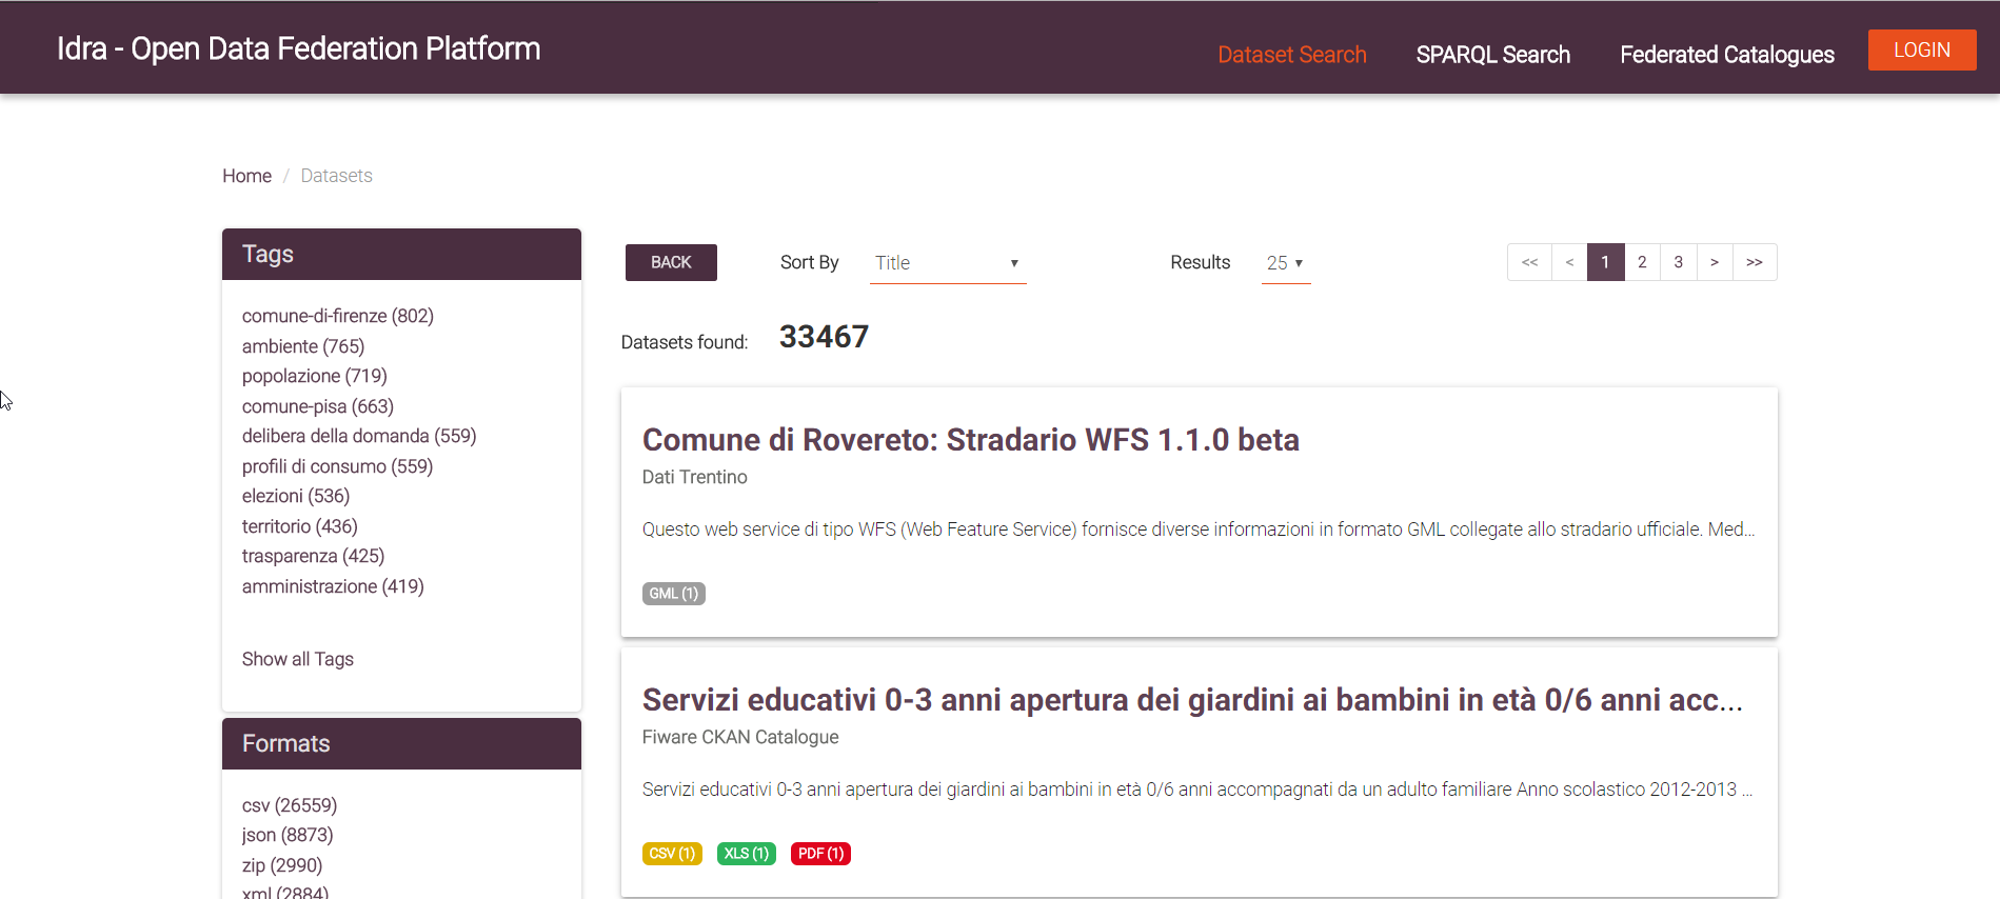 Idra - Open Data Federation Platform
Dataset Search
SPARQL Search
Federated Catalogues
LOGIN
Home / Datasets
Tags
comune-di-firenze (802)
ambiente (765)
popolazione (719)
comune-pisa (663)
delibera della domanda (559)
profili di consumo (559)
elezioni (536)
territorio (436)
trasparenza (425)
amministrazione (419)
Show all Tags
Formats
csv (26559)
json (8873)
zip (2990)
xml (2884)
BACK
Sort By
Title
Results
25
<< < 1 2 3 > >>
Datasets found: 33467
Comune di Rovereto: Stradario WFS 1.1.0 beta
Dati Trentino
Questo web service di tipo WFS (Web Feature Service) fornisce diverse informazioni in formato GML collegate allo stradario ufficiale. Med...
GML (1)
Servizi educativi 0-3 anni apertura dei giardini ai bambini in età 0/6 anni acc...
Fiware CKAN Catalogue
Servizi educativi 0-3 anni apertura dei giardini ai bambini in età 0/6 anni accompagnati da un adulto familiare Anno scolastico 2012-2013 ...
CSV (1)
XLS (1)
PDF (1)